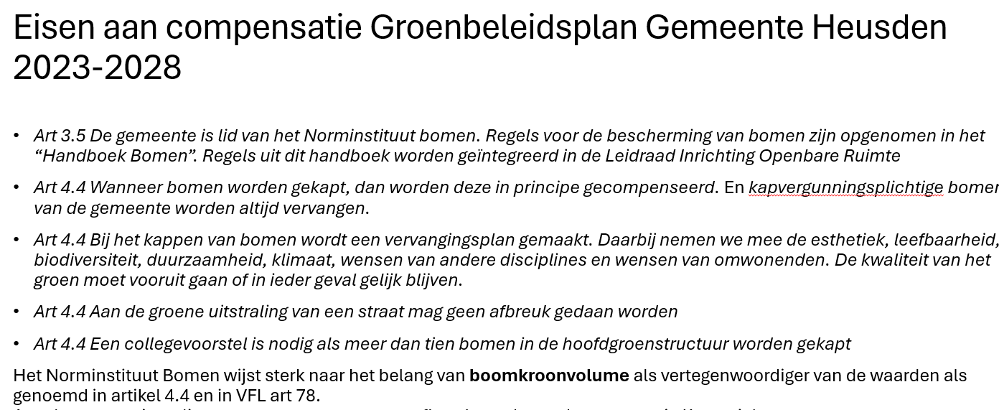 Eisen aan compensatie Groenbeleidsplan Gemeente Heusden
2023-2028
• Art 3.5 De gemeente is lid van het Norminstituut bomen. Regels voor de bescherming van bomen zijn opgenomen in het
“Handboek Bomen”. Regels uit dit handboek worden geïntegreerd in de Leidraad Inrichting Openbare Ruimte
• Art 4.4 Wanneer bomen worden gekapt, dan worden deze in principe gecompenseerd. En kapvergunningsplichtige bomen
van de gemeente worden altijd vervangen.
• Art 4.4 Bij het kappen van bomen wordt een vervangingsplan gemaakt. Daarbij nemen we mee de esthetiek, leefbaarheid,
biodiversiteit, duurzaamheid, klimaat, wensen van andere disciplines en wensen van omwonenden. De kwaliteit van het
groen moet vooruit gaan of in ieder geval gelijk blijven.
• Art 4.4 Aan de groene uitstraling van een straat mag geen afbreuk gedaan worden
• Art 4.4 Een collegevoorstel is nodig als meer dan tien bomen in de hoofdgroenstructuur worden gekapt
Het Norminstituut Bomen wijst sterk naar het belang van boomkroonvolume als vertegenwoordiger van de waarden als
genoemd in artikel 4.4 en in VFL art 78.